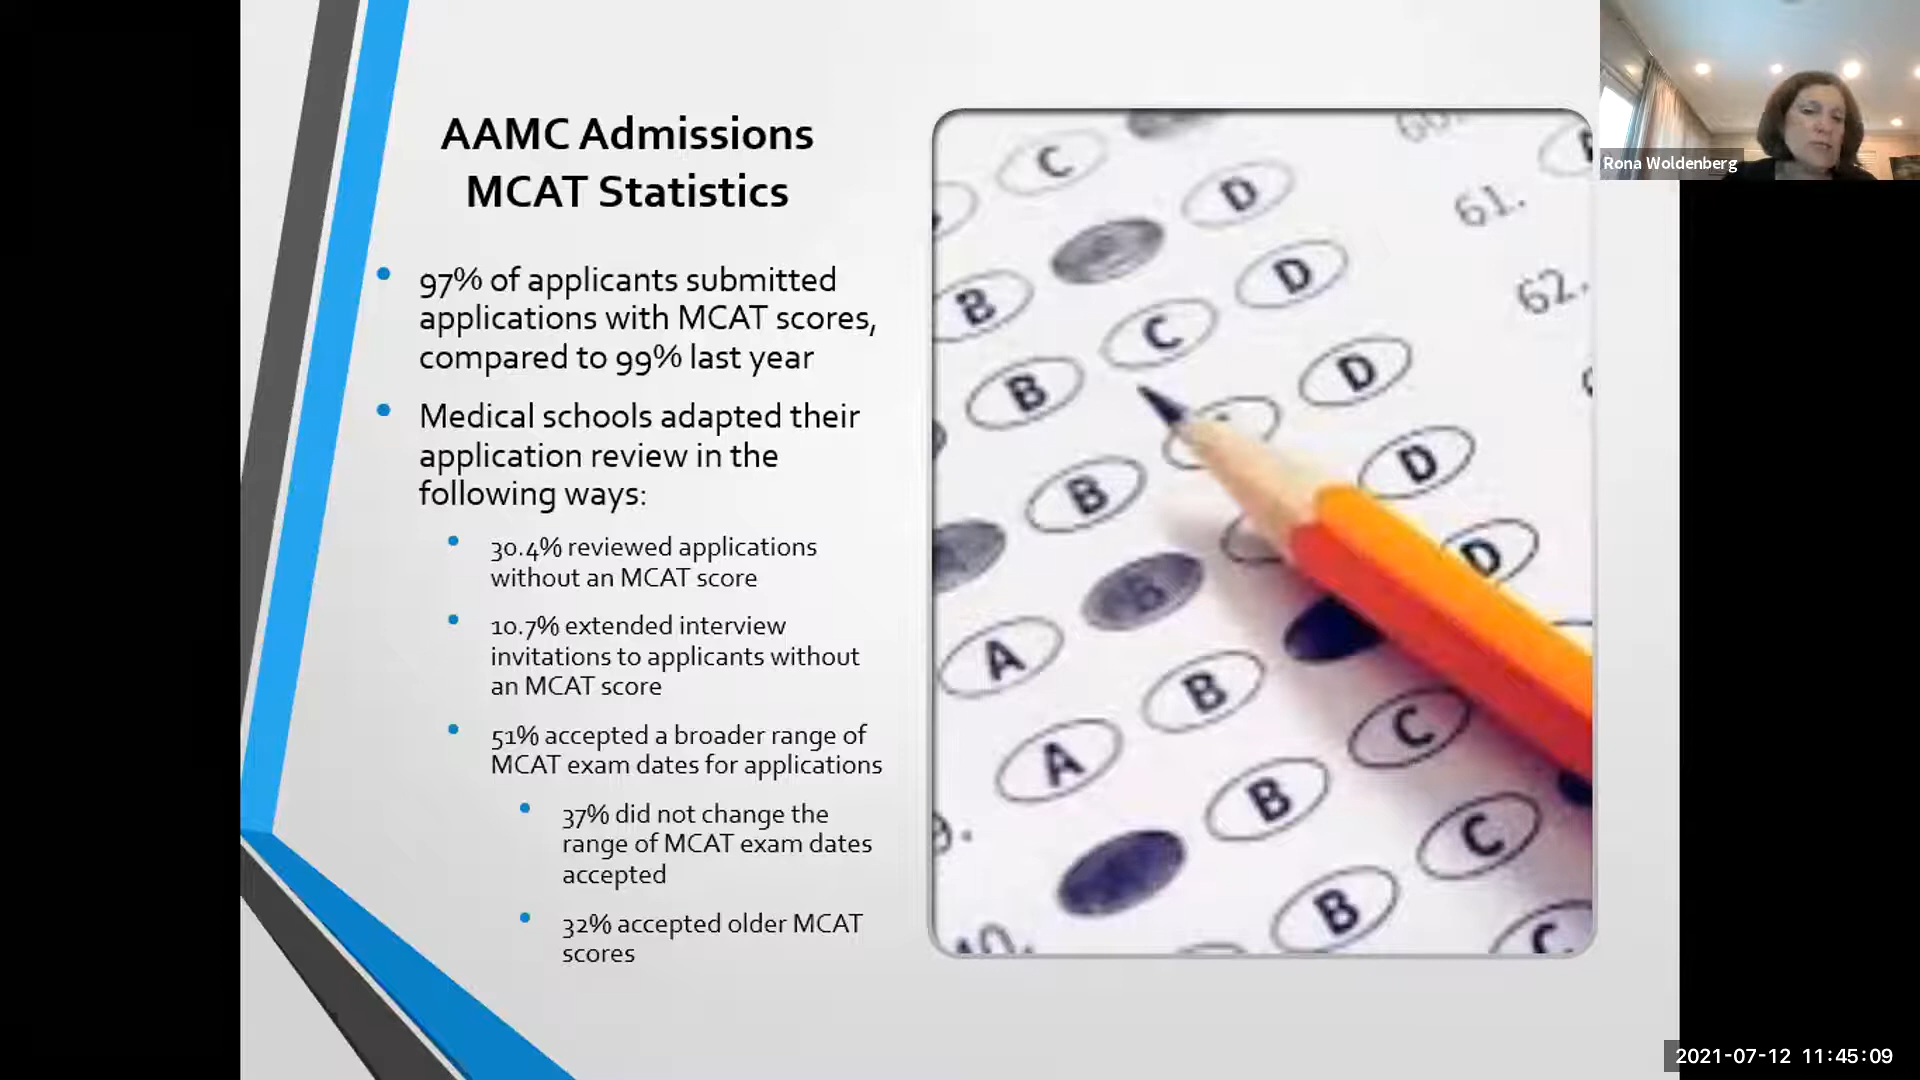 AAMC Admissions
MCAT Statistics
• 97% of applicants submitted
applications with MCAT scores,
compared to 99% last year
• Medical schools adapted their
application review in the
following ways:
• 30.4% reviewed applications
without an MCAT score
• 10.7% extended interview
invitations to applicants without
an MCAT score
• 51% accepted a broader range of
MCAT exam dates for applications
• 37% did not change the
range of MCAT exam dates
accepted
• 32% accepted older MCAT
scores
60.
C
D
61.
B
C
D
62.
B
D
B
D
B
D
A
B
C
A
B
C
B
C
Rona Woldenberg
2021-07-12 11:45:09